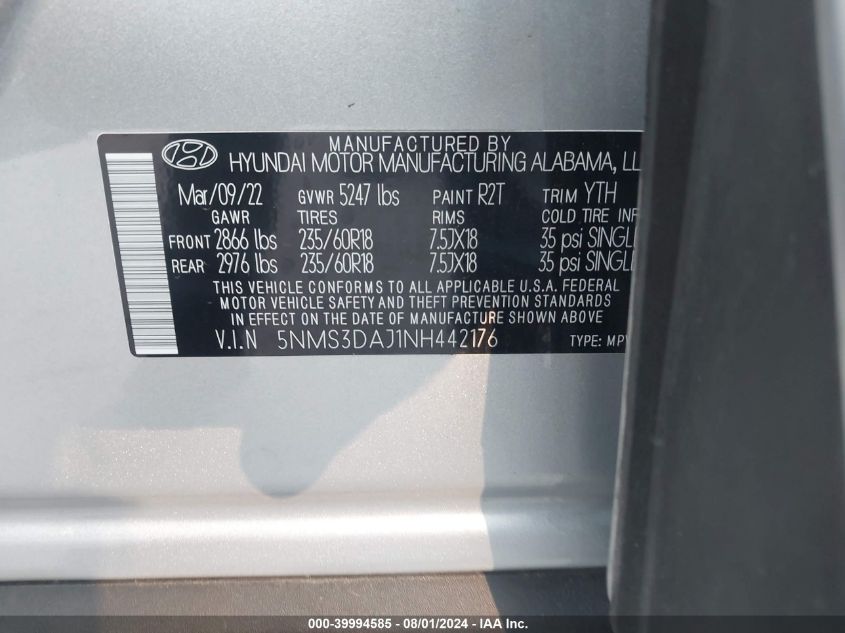 MANUFACTURED BY
HYUNDAI MOTOR MANUFACTURING ALABAMA, LL
Mar/09/22 GVWR 5247 lbs PAINT R2T TRIM YTH
GAWR TIRES RIMS COLD TIRE INF
FRONT 2866 lbs 235/60R18 7.5JX18 35 psi SINGLE
REAR 2976 lbs 235/60R18 7.5JX18 35 psi SINGLE
THIS VEHICLE CONFORMS TO ALL APPLICABLE U.S.A. FEDERAL
MOTOR VEHICLE SAFETY AND THEFT PREVENTION STANDARDS
IN EFFECT ON THE DATE OF MANUFACTURE SHOWN ABOVE
V.I.N 5NMS3DAJ1NH442176 TYPE: MPV
000-39994585 - 08/01/2024 - IAA Inc.